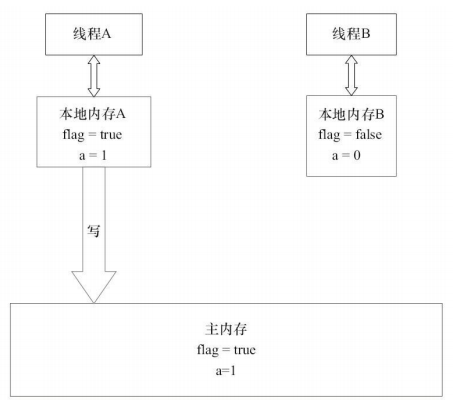 线程A
线程B
本地内存A
flag = true
a = 1
本地内存B
flag = false
a = 0
写
主内存
flag = true
a=1